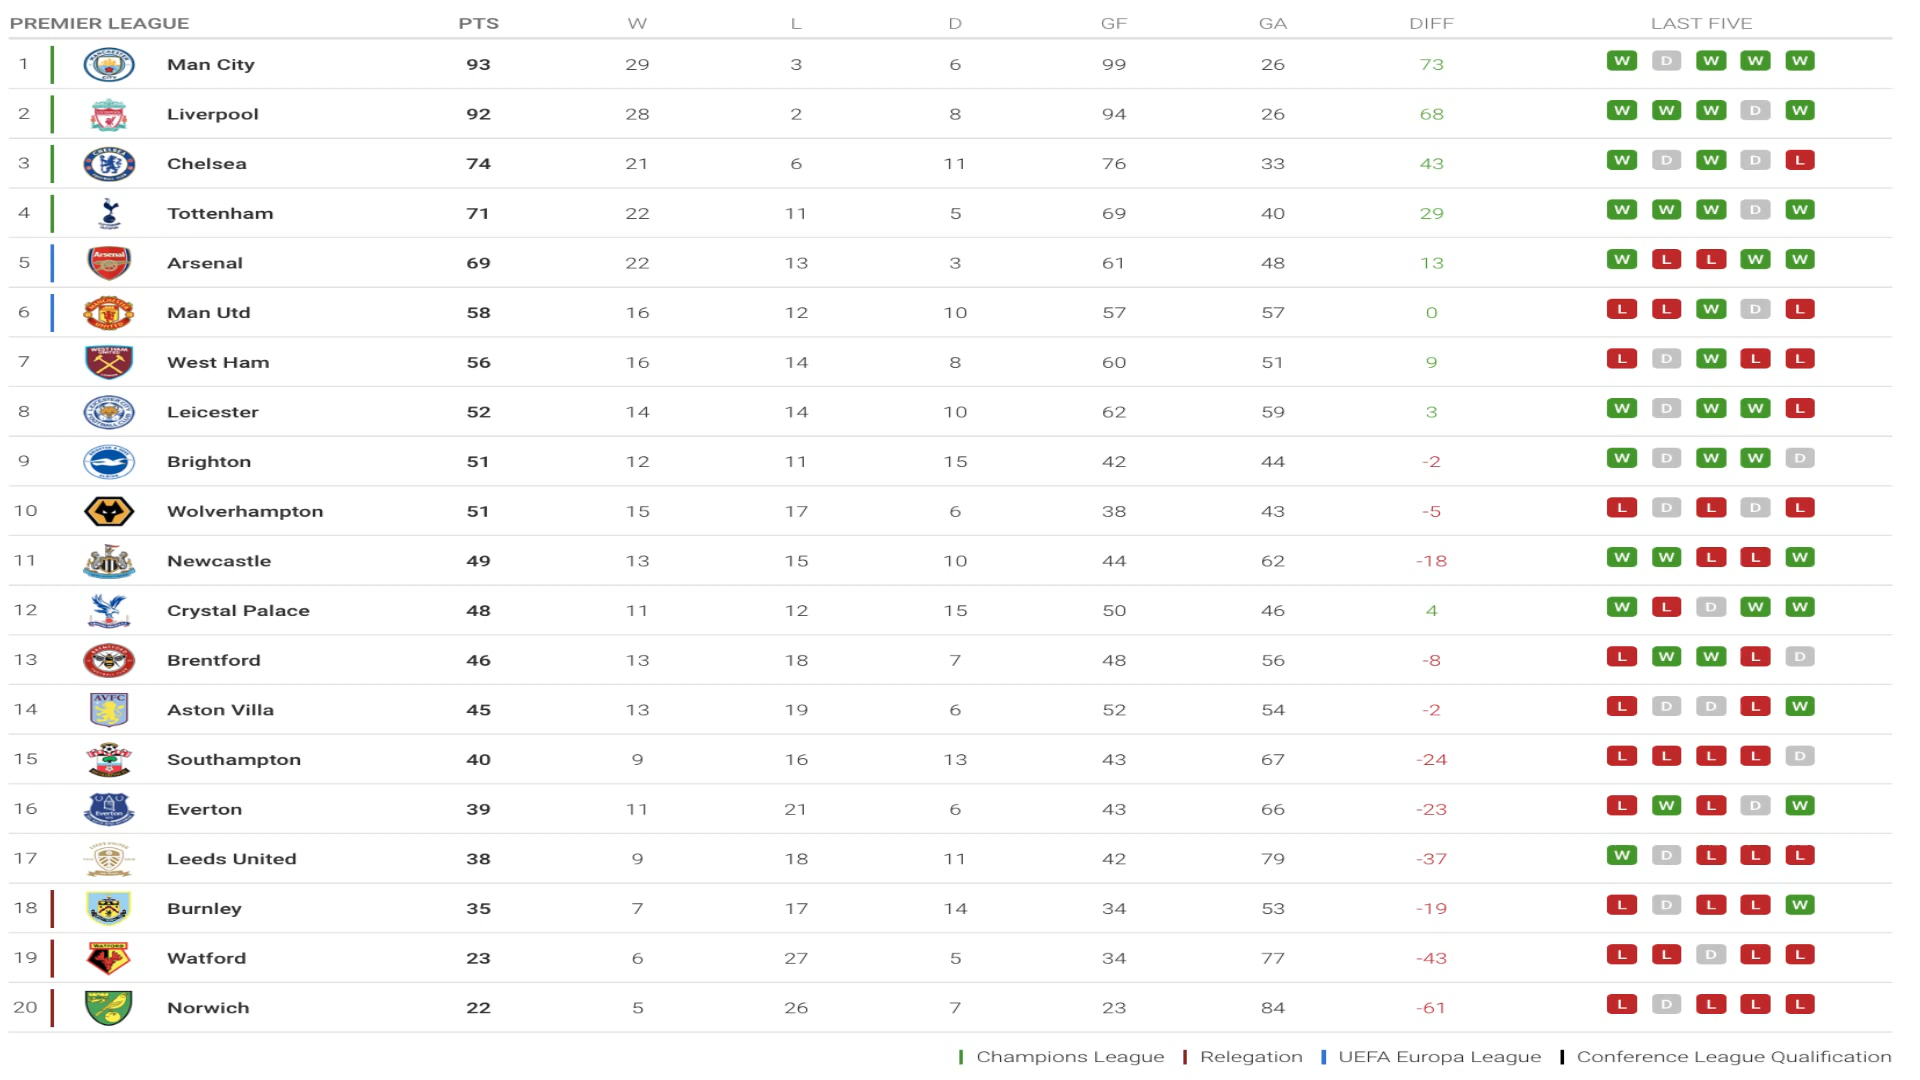 PREMIER LEAGUE PTS W L D GF GA DIFF LAST FIVE
1 Man City 93 29 3 6 99 26 73 W D W W W
2 Liverpool 92 28 2 8 94 26 68 W W W D W
3 Chelsea 74 21 6 11 76 33 43 W D W D L
4 Tottenham 71 22 11 5 69 40 29 W W W D W
5 Arsenal Arsenal 69 22 13 3 61 48 13 W L L W W
6 Man Utd 58 16 12 10 57 57 0 L L W D L
7 West Ham 56 16 14 8 60 51 9 L D W L L
8 Leicester 52 14 14 10 62 59 3 W D W W L
9 Brighton 51 12 11 15 42 44 -2 W D W W D
10 Wolverhampton 51 15 17 6 38 43 -5 L D L D L
11 Newcastle 49 13 15 10 44 62 -18 W W L L W
12 Crystal Palace 48 11 12 15 50 46 4 W L D W W
13 Brentford 46 13 18 7 48 56 -8 L W W L D
14 AVFC Aston Villa 45 13 19 6 52 54 -2 L D D L W
15 Southampton 40 9 16 13 43 67 -24 L L L L D
16 Everton Everton 39 11 21 6 43 66 -23 L W L D W
17 Leeds United 38 9 18 11 42 79 -37 W D L L L
18 Burnley 35 7 17 14 34 53 -19 L D L L W
19 WATFORD Watford 23 6 27 5 34 77 -43 L L D L L
20 Norwich 22 5 26 7 23 84 -61 L D L L L
Champions League Relegation UEFA Europa League Conference League Qualification